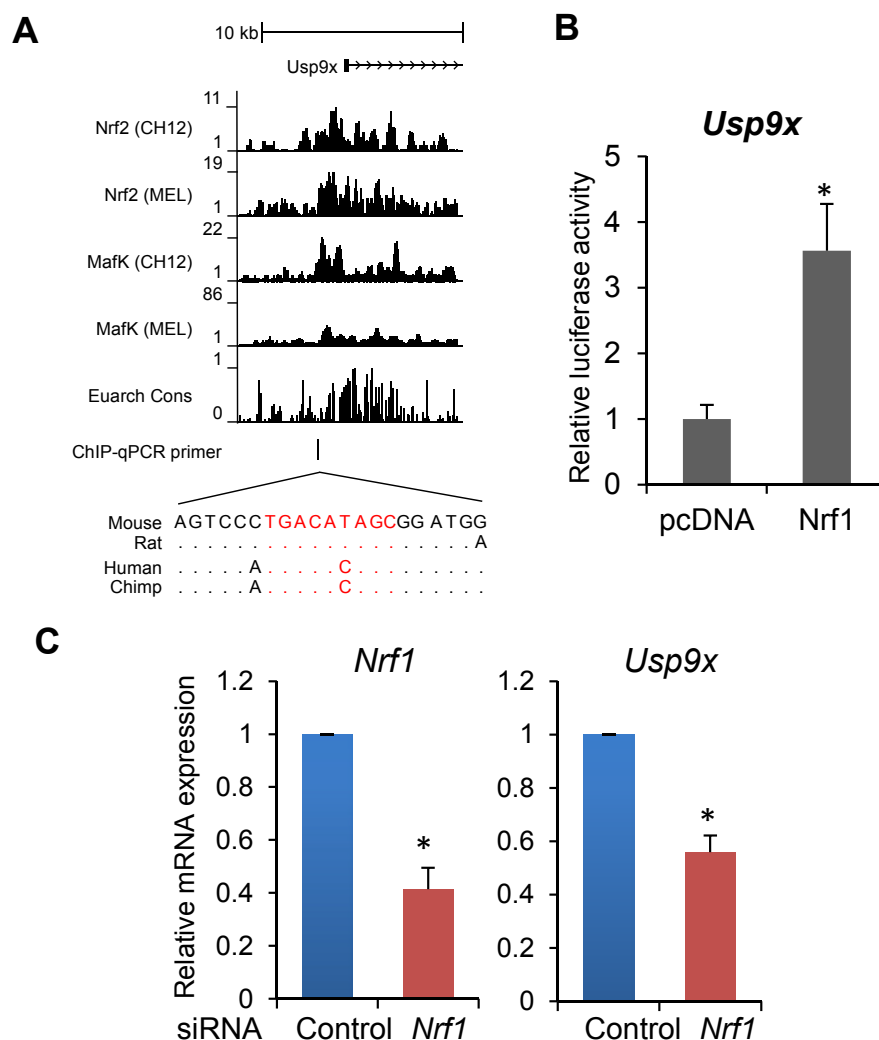 A
10 kb
Usp9x
Nrf2 (CH12)
11
1
Nrf2 (MEL)
19
1
MafK (CH12)
22
1
MafK (MEL)
86
1
Euarch Cons
1
0
ChIP-qPCR primer
Mouse AGTCCCTGACATAGCGGATGG
Rat . . . . . . . . . . . . . . . . . . . . A
Human . . . . . A . . . . . . C . . . . . . . .
Chimp . . . . . A . . . . . . C . . . . . . . .
B
Usp9x
Relative luciferase activity
5
4
3
2
1
0
pcDNA Nrf1
*
C
Nrf1
Relative mRNA expression
1.2
1
0.8
0.6
0.4
0.2
0
*
siRNA Control Nrf1
Usp9x
1.2
1
0.8
0.6
0.4
0.2
0
*
Control Nrf1